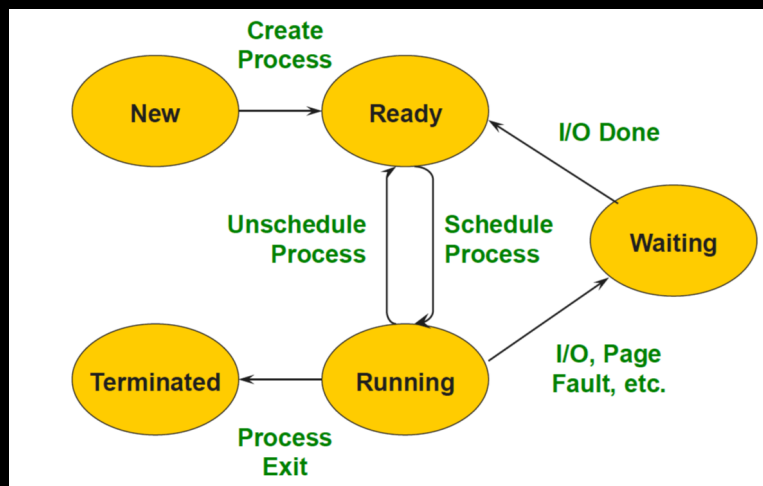 Create
Process
New
Ready
I/O Done
Unschedule
Process
Schedule
Process
Waiting
Terminated
Running
I/O, Page
Fault, etc.
Process
Exit